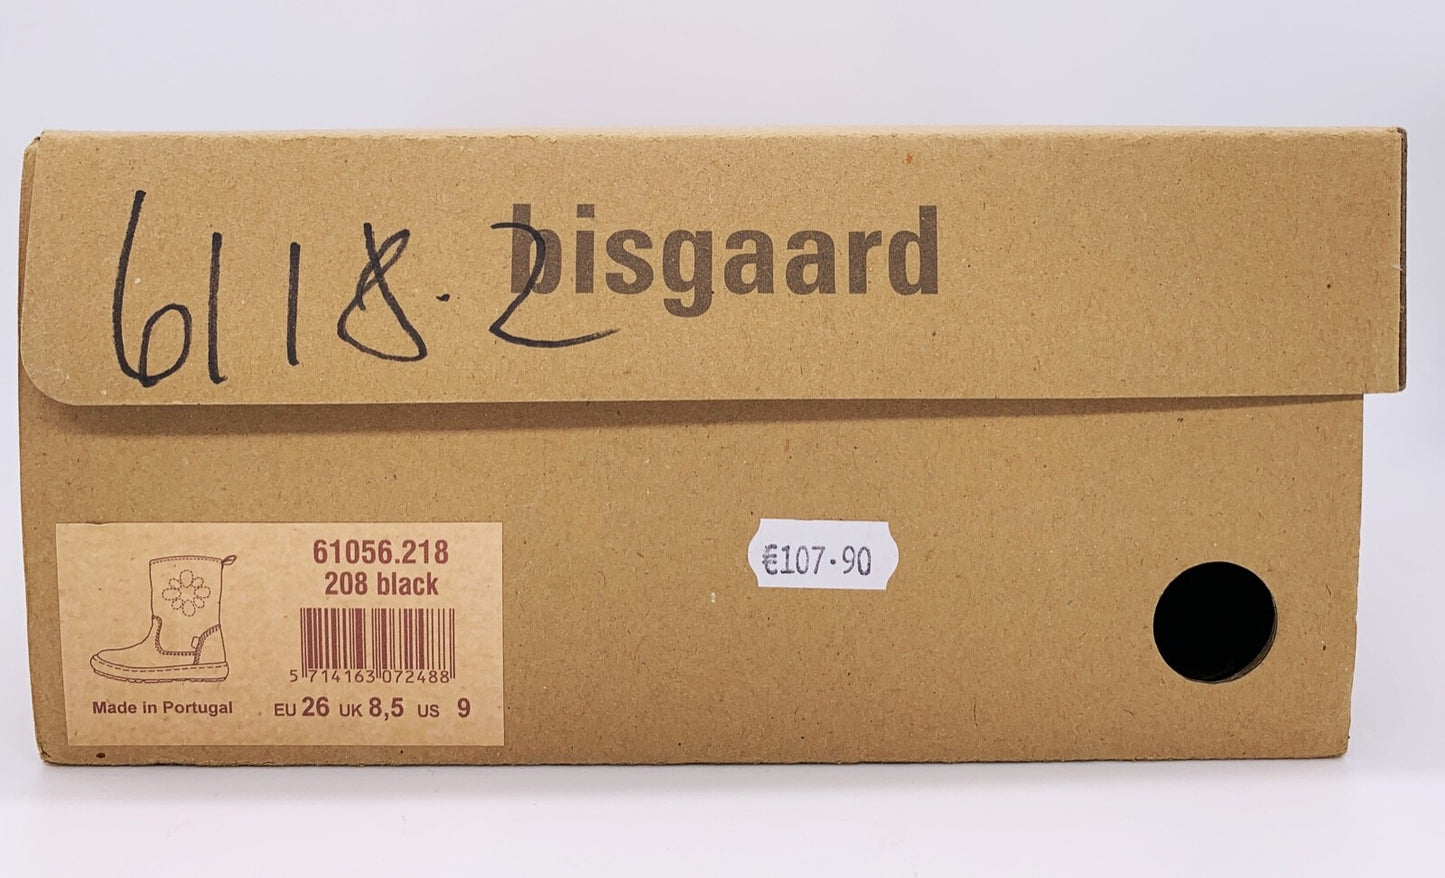 bisgaard
6118.2
61056.218
208 black
5 714163 072488
Made in Portugal
EU 26 UK 8,5 US 9
€107.90